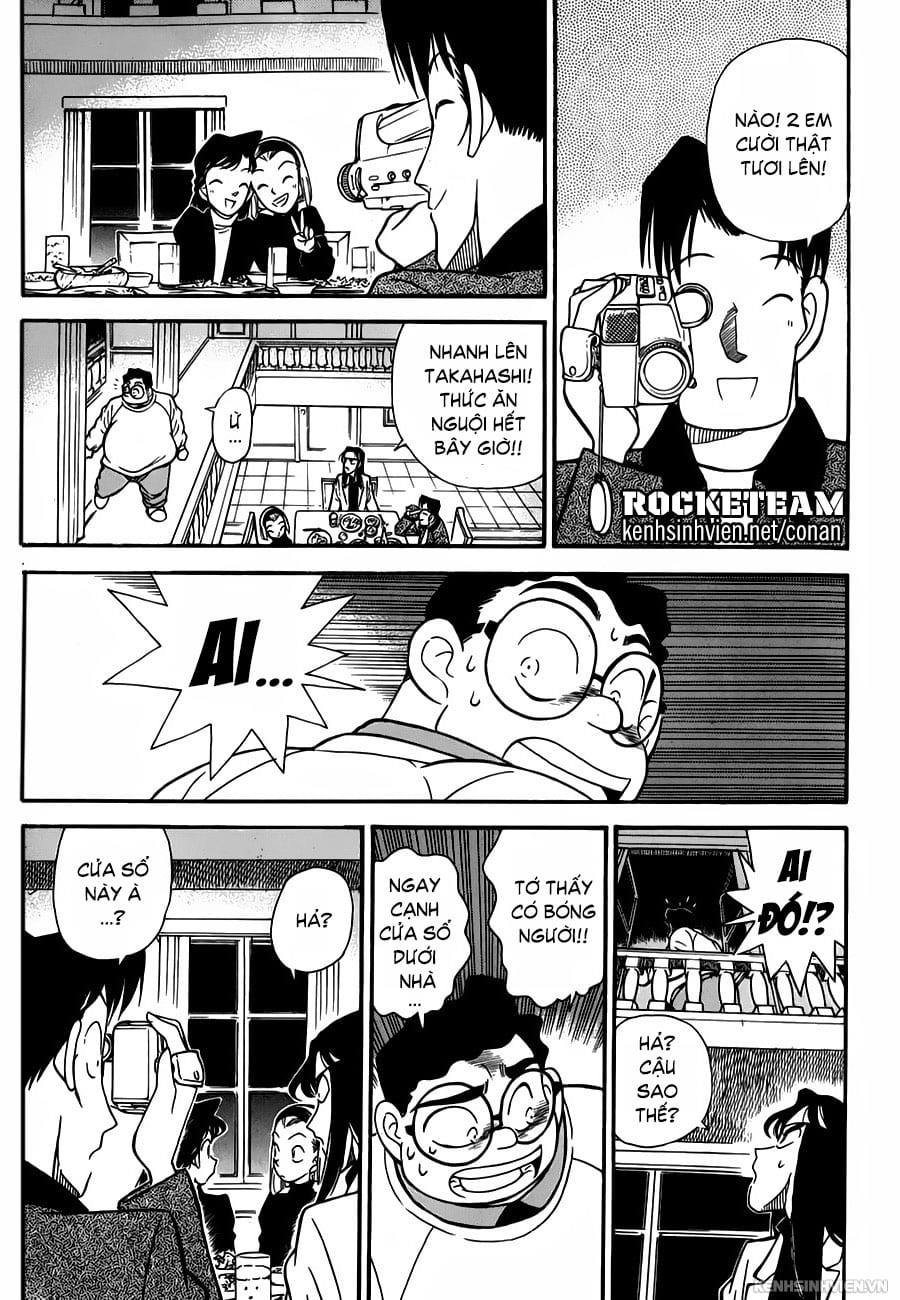 NÀO! 2 EM
CƯỜI THẬT
TƯƠI LÊN!
ROCKETEAM
kenhsinhvien.net/conan
NHANH LÊN
TAKAHASHI!
THỨC ĂN
NGUỘI HẾT
BÂY GIỜ!!
Ừ
...
AI...
AI
ĐÓ!?
HẢ?
CẬU
SAO
THẾ?
TỚ THẤY
CÓ BÓNG
NGƯỜI!!
NGAY
CẠNH
CỬA SỔ
DƯỚI
NHÀ
...
HẢ?
CỬA SỔ
NÀY À
...?
KENHSINHVIEN.VN